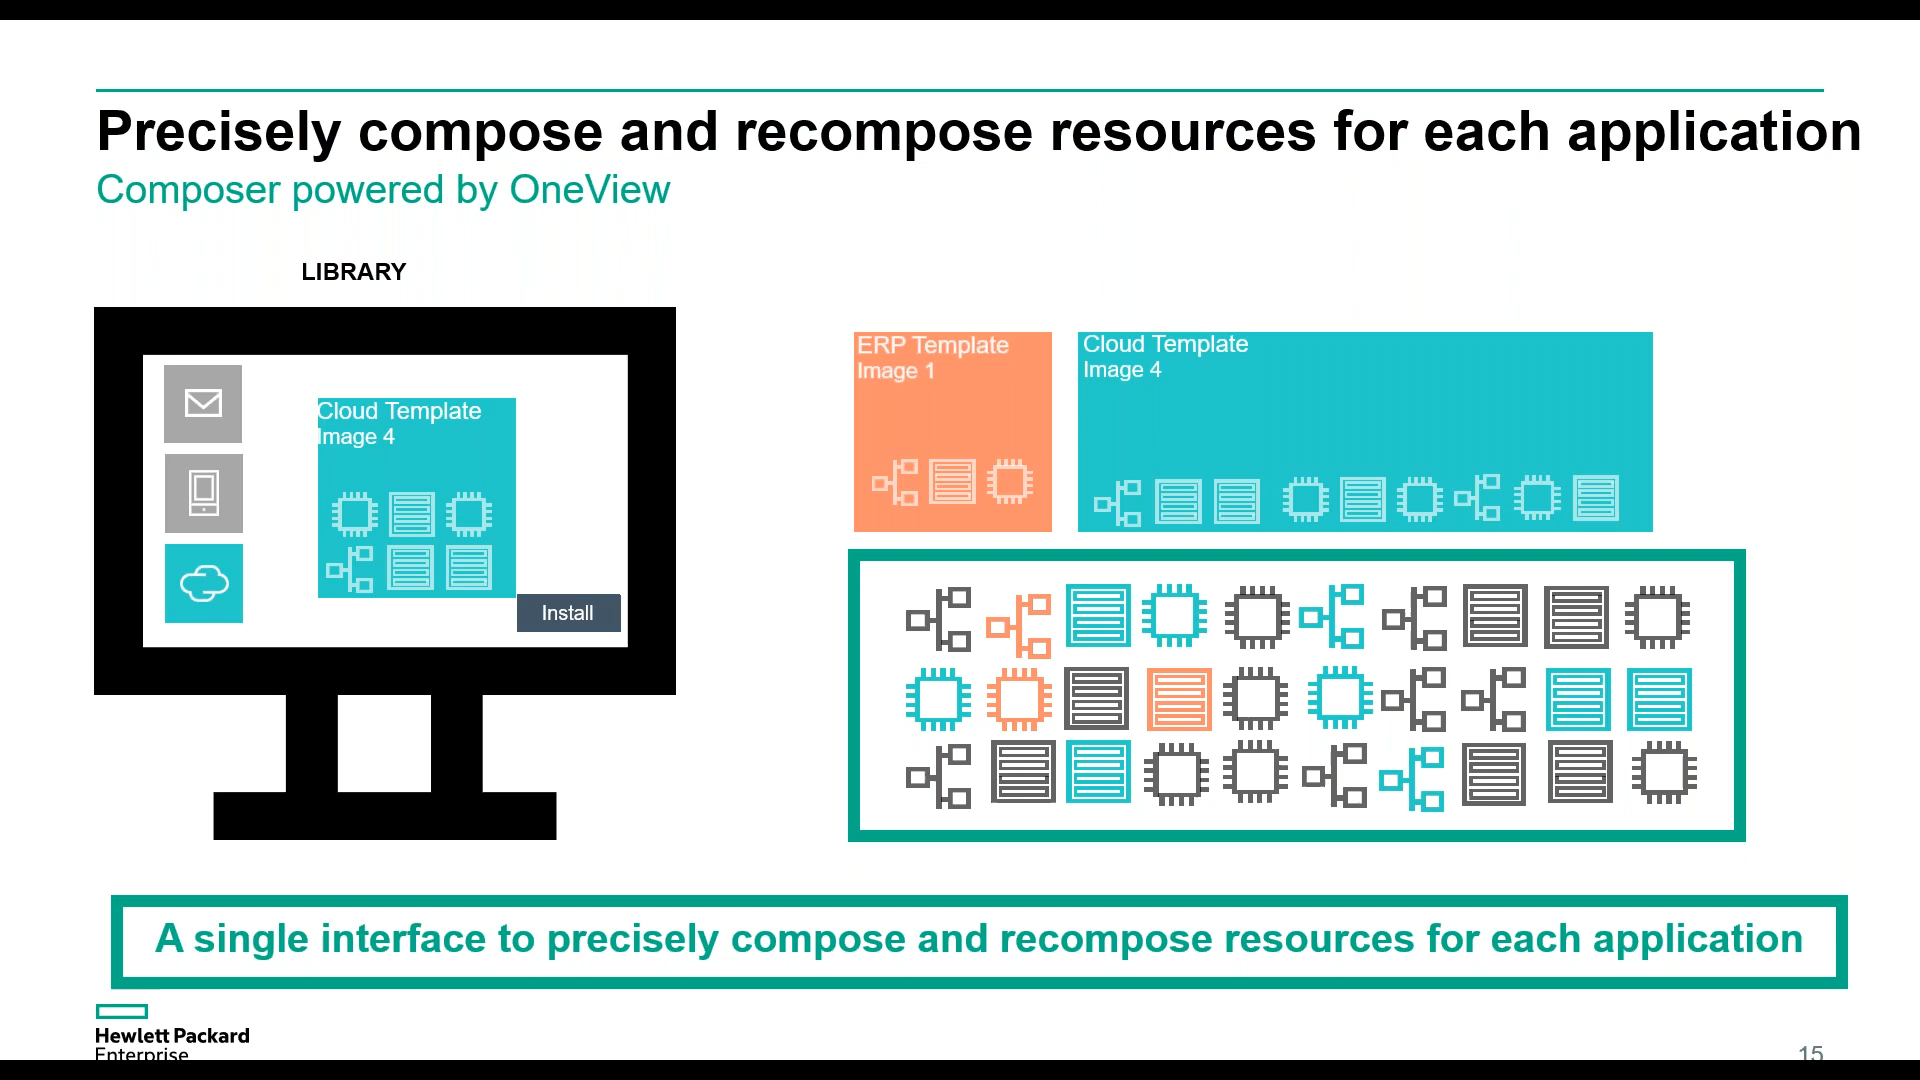 Precisely compose and recompose resources for each application
Composer powered by OneView
LIBRARY
Cloud Template
Image 4
Install
ERP Template
Image 1
Cloud Template
Image 4
A single interface to precisely compose and recompose resources for each application
Hewlett Packard
Enterprise
15